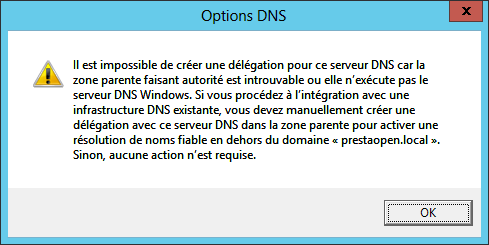 Options DNS
x
Il est impossible de créer une délégation pour ce serveur DNS car la
zone parente faisant autorité est introuvable ou elle n'exécute pas le
serveur DNS Windows. Si vous procédez à l'intégration avec une
infrastructure DNS existante, vous devez manuellement créer une
délégation avec ce serveur DNS dans la zone parente pour activer une
résolution de noms fiable en dehors du domaine « prestaopen.local ».
Sinon, aucune action n'est requise.
OK